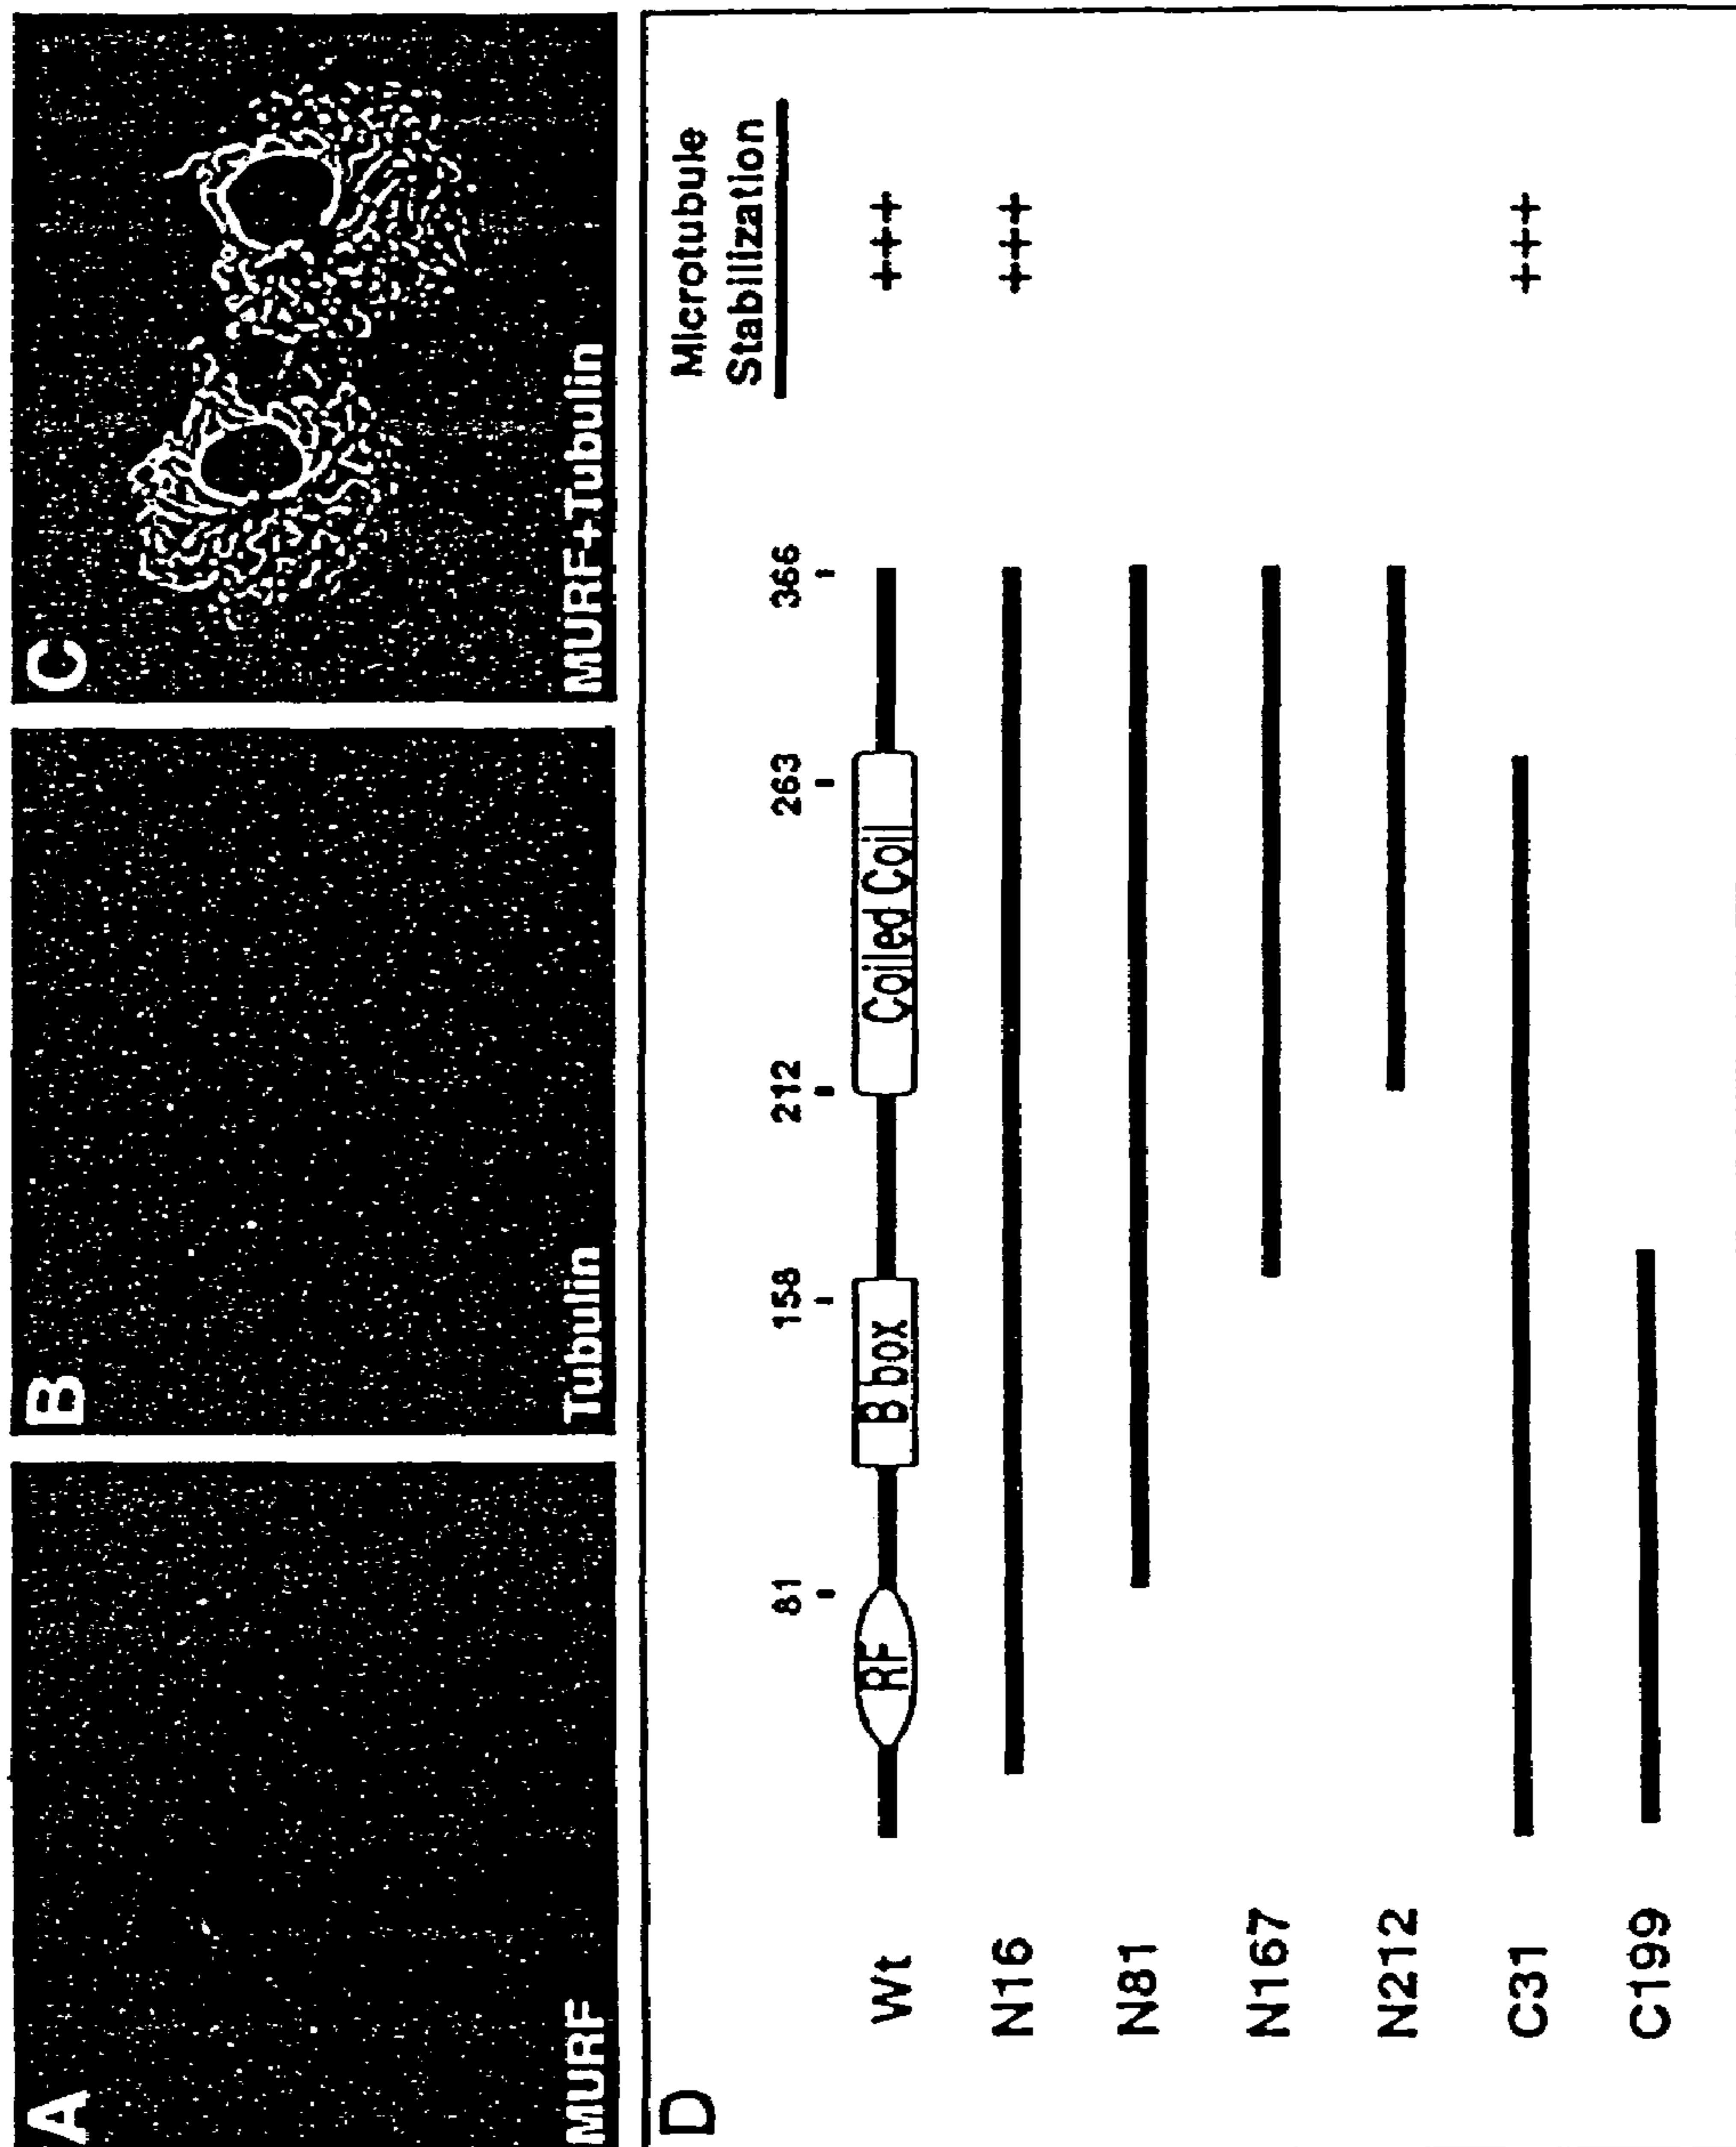 A
MURF
B
Tubulin
C
MURF+Tubulin
D
Microtubule
Stabilization
81 158 212 263 366
Wt RF B box Coiled Coil +++
N16 +++
N81
N167
N212
C31 +++
C199